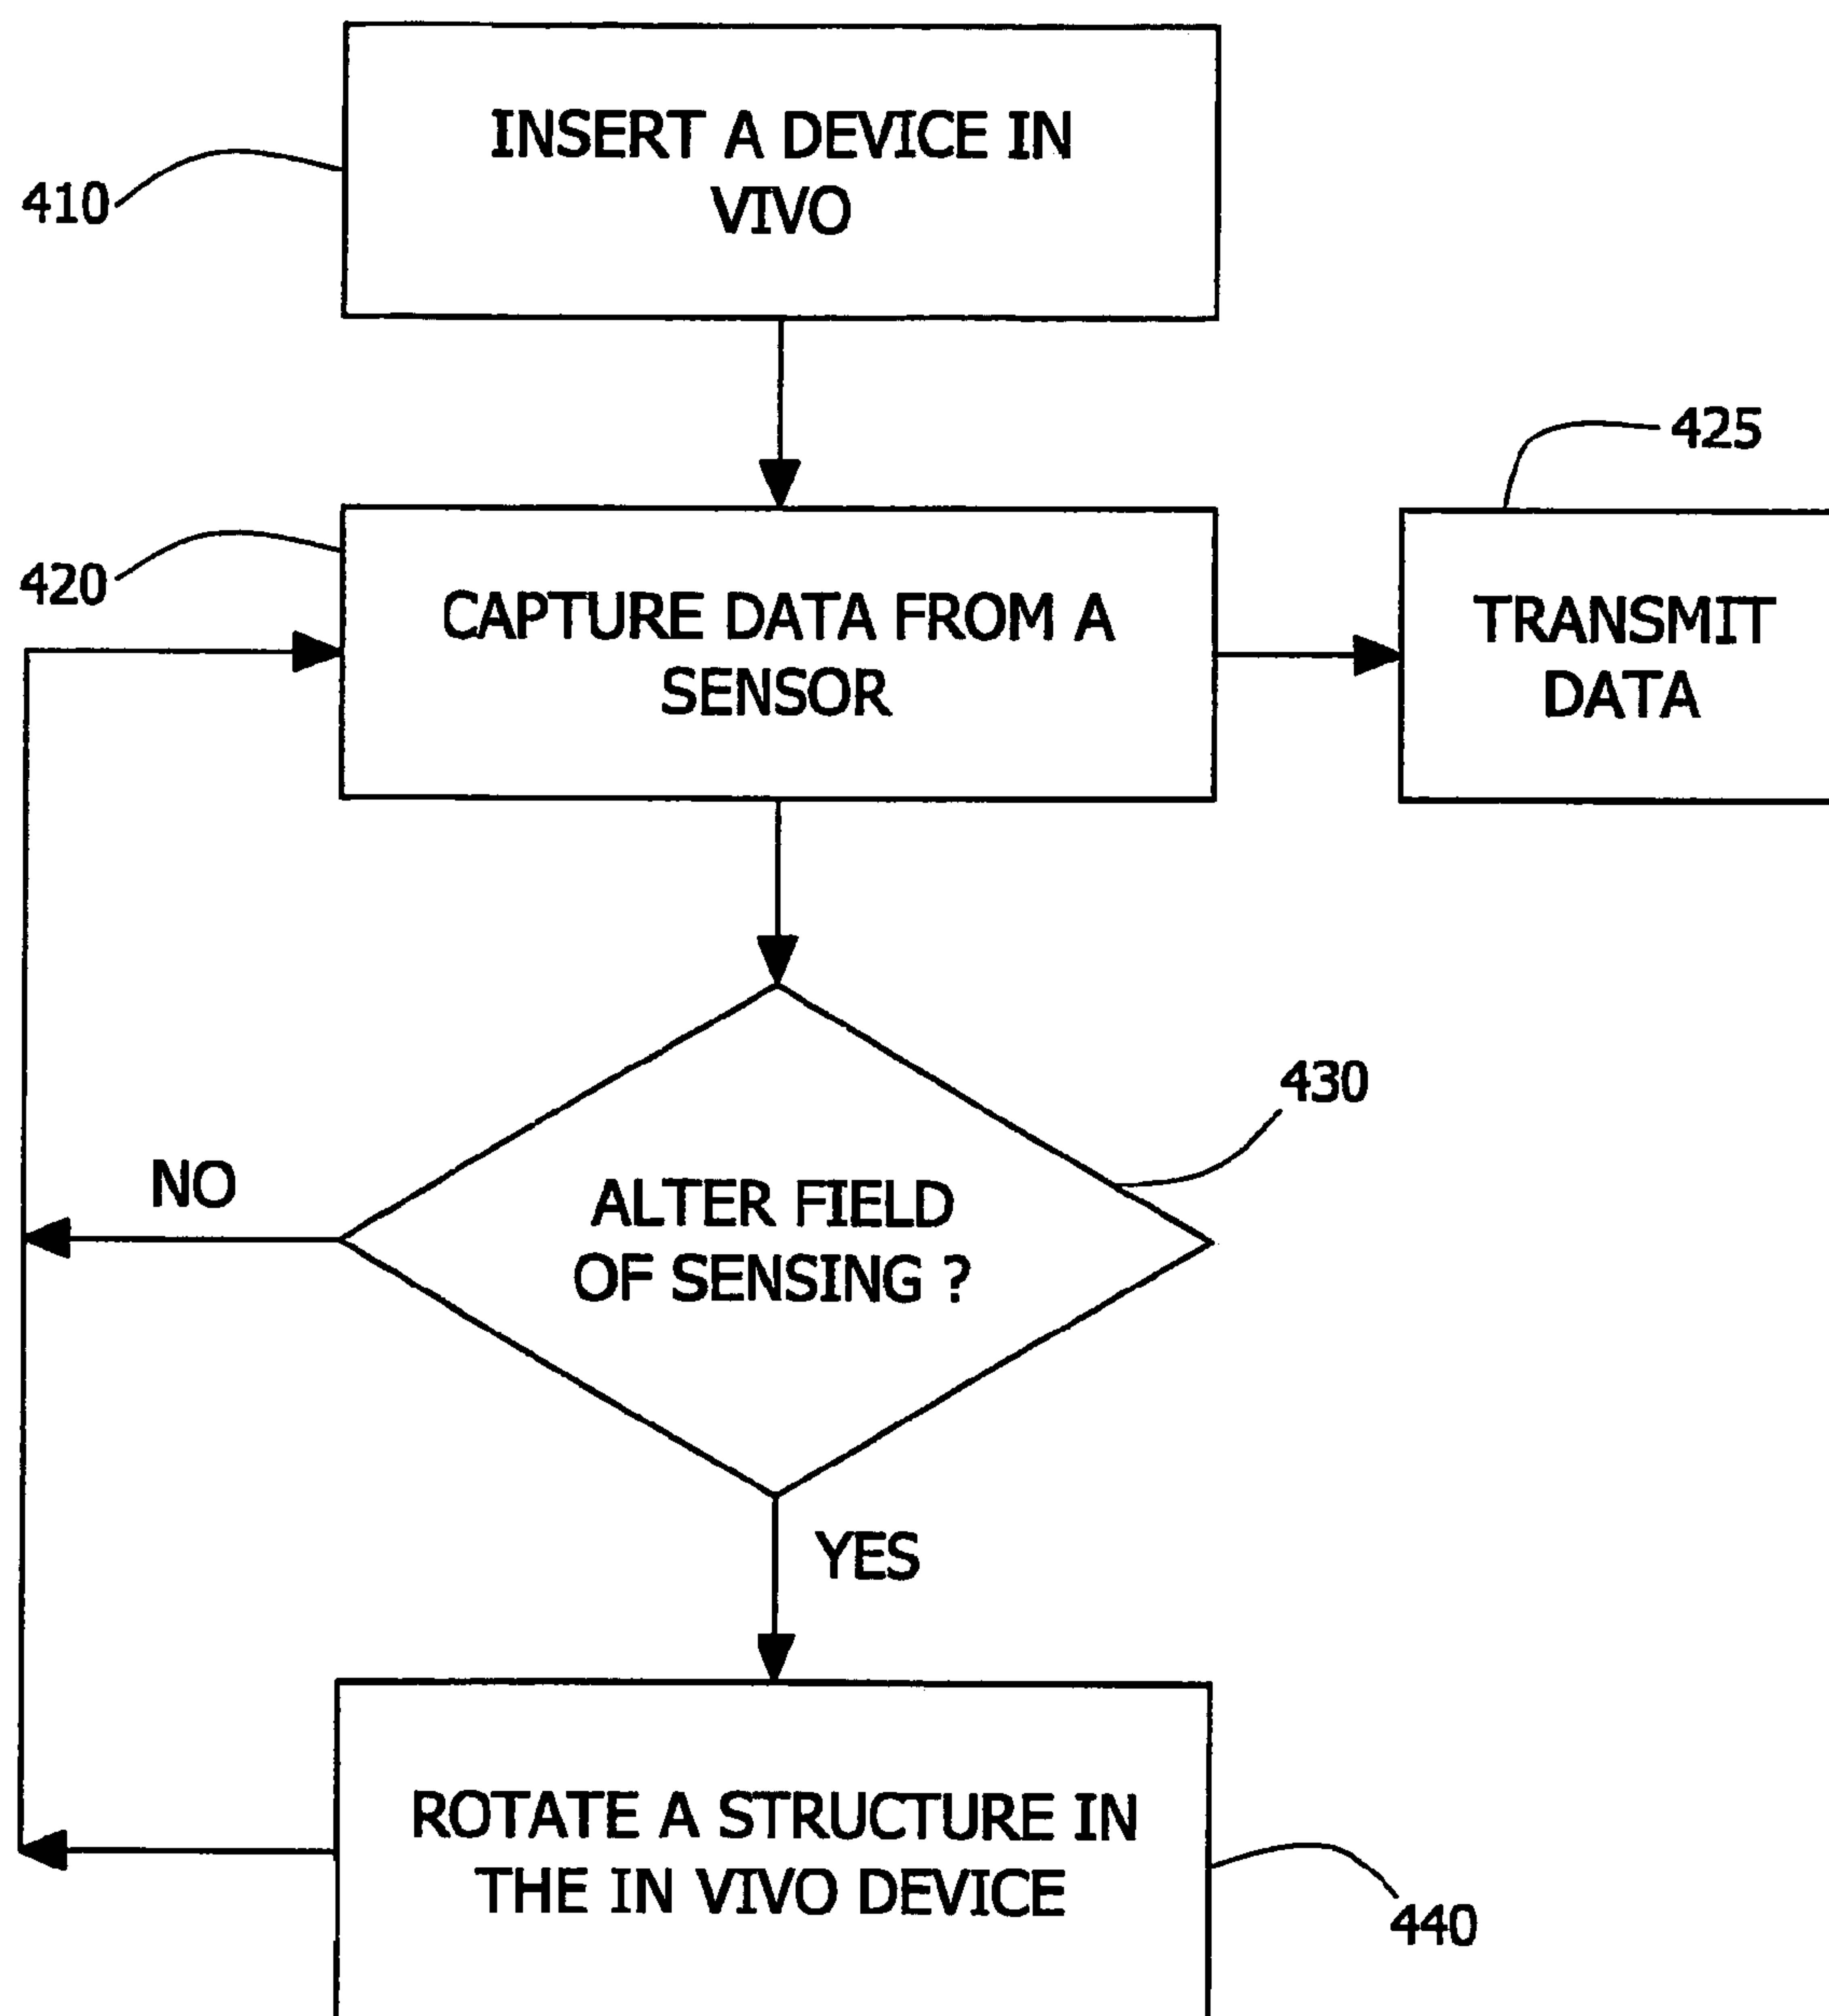 INSERT A DEVICE IN
VIVO
410
425
420
CAPTURE DATA FROM A
SENSOR
TRANSMIT
DATA
430
NO
ALTER FIELD
OF SENSING ?
YES
ROTATE A STRUCTURE IN
THE IN VIVO DEVICE
440